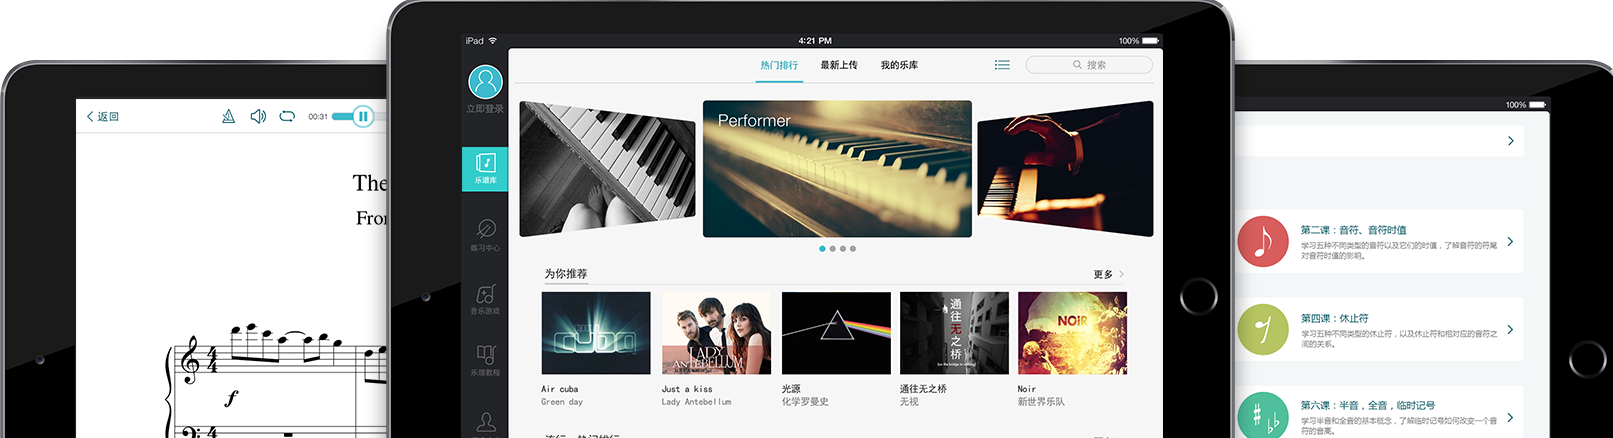 返回
00:31
The
From
f
iPad
4:21 PM
100%
立即登录
乐谱库
练习中心
音乐游戏
乐理教程
热门排行
最新上传
我的乐库
搜索
Performer
为你推荐
更多
LADY
ANTEBELLUM
通往无之桥
NOIR
Air cuba
Green day
Just a kiss
Lady Antebellum
光源
化学罗曼史
通往无之桥
无视
Noir
新世界乐队
100%
第二课：音符、音符时值
学习五种不同类型的音符以及它们的时值，了解音符的符尾
对音符时值的影响。
第四课：休止符
学习五种不同类型的休止符，以及休止符和相对应的音符之
间的关系。
第六课：半音，全音，临时记号
学习半音和全音的基本概念，了解临时记号如何改变一个音
符的音高。